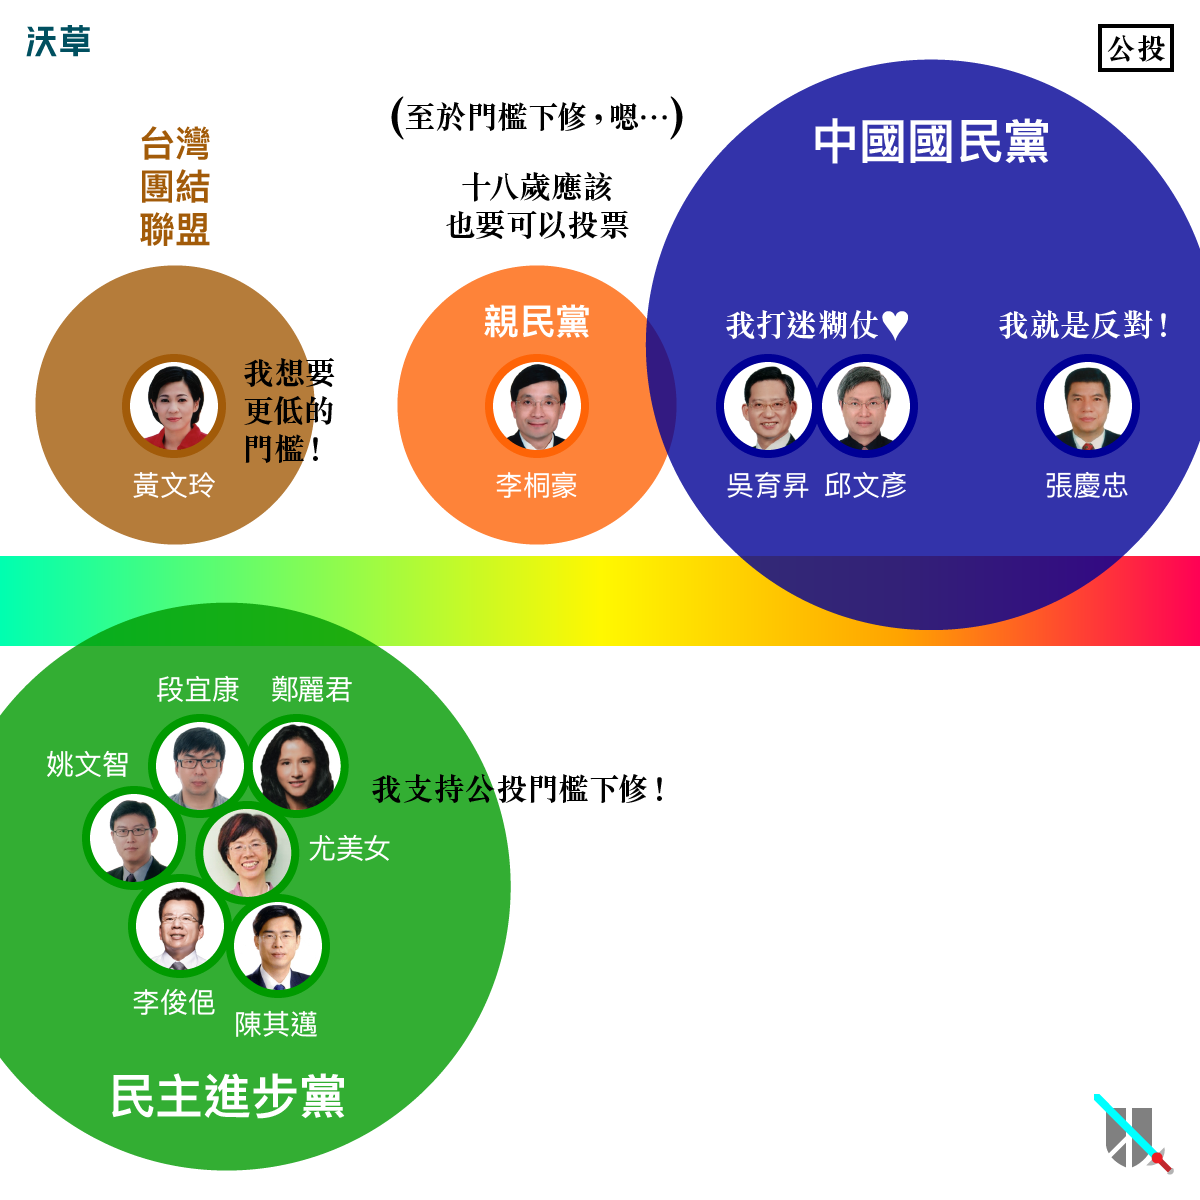 沃草
公投
(至於門檻下修，嗯…)
中國國民黨
台灣
團結
聯盟
十八歲應該
也要可以投票
親民黨
我打迷糊仗♥
我就是反對！
我想要
更低的
門檻！
黃文玲
李桐豪
吳育昇
邱文彥
張慶忠
段宜康
鄭麗君
姚文智
我支持公投門檻下修！
尤美女
李俊俋
陳其邁
民主進步黨